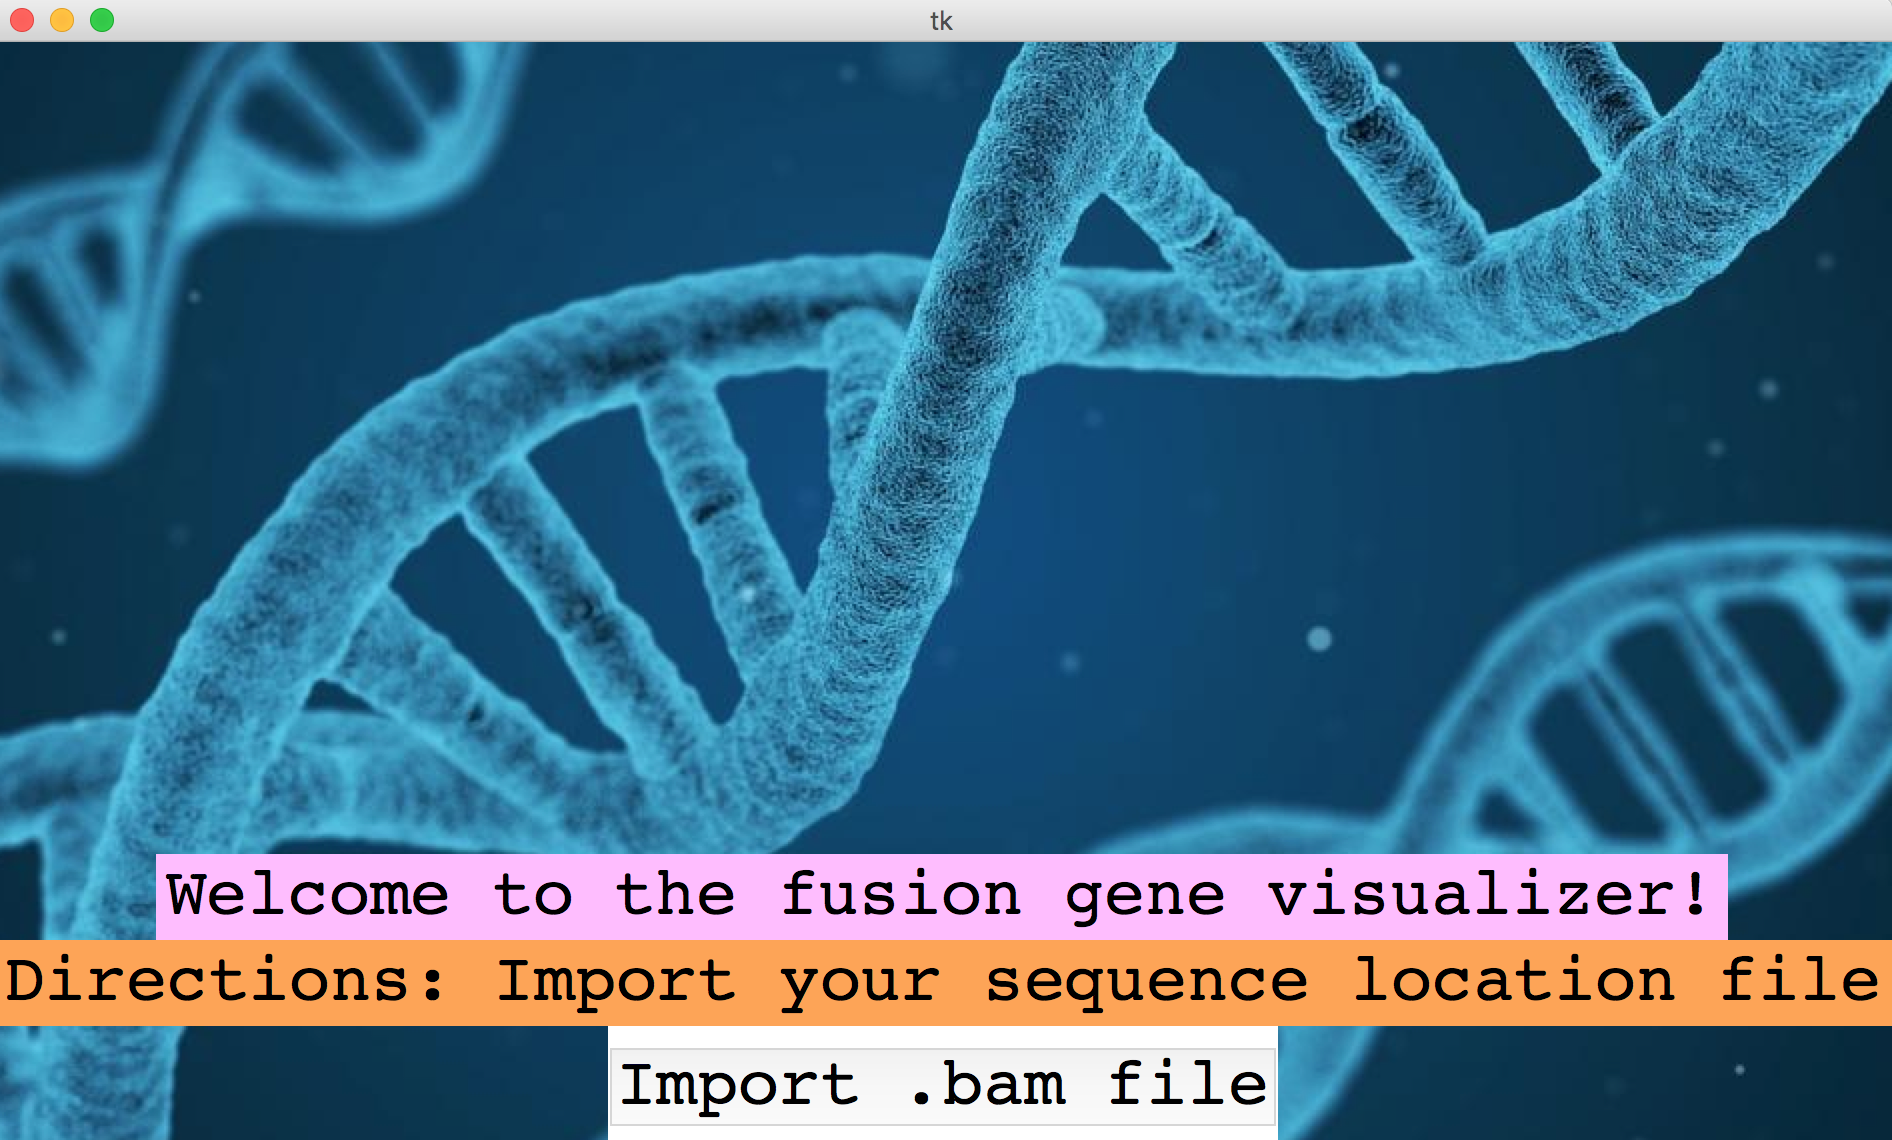 tk
Welcome to the fusion gene visualizer!
Directions: Import your sequence location file
Import .bam file